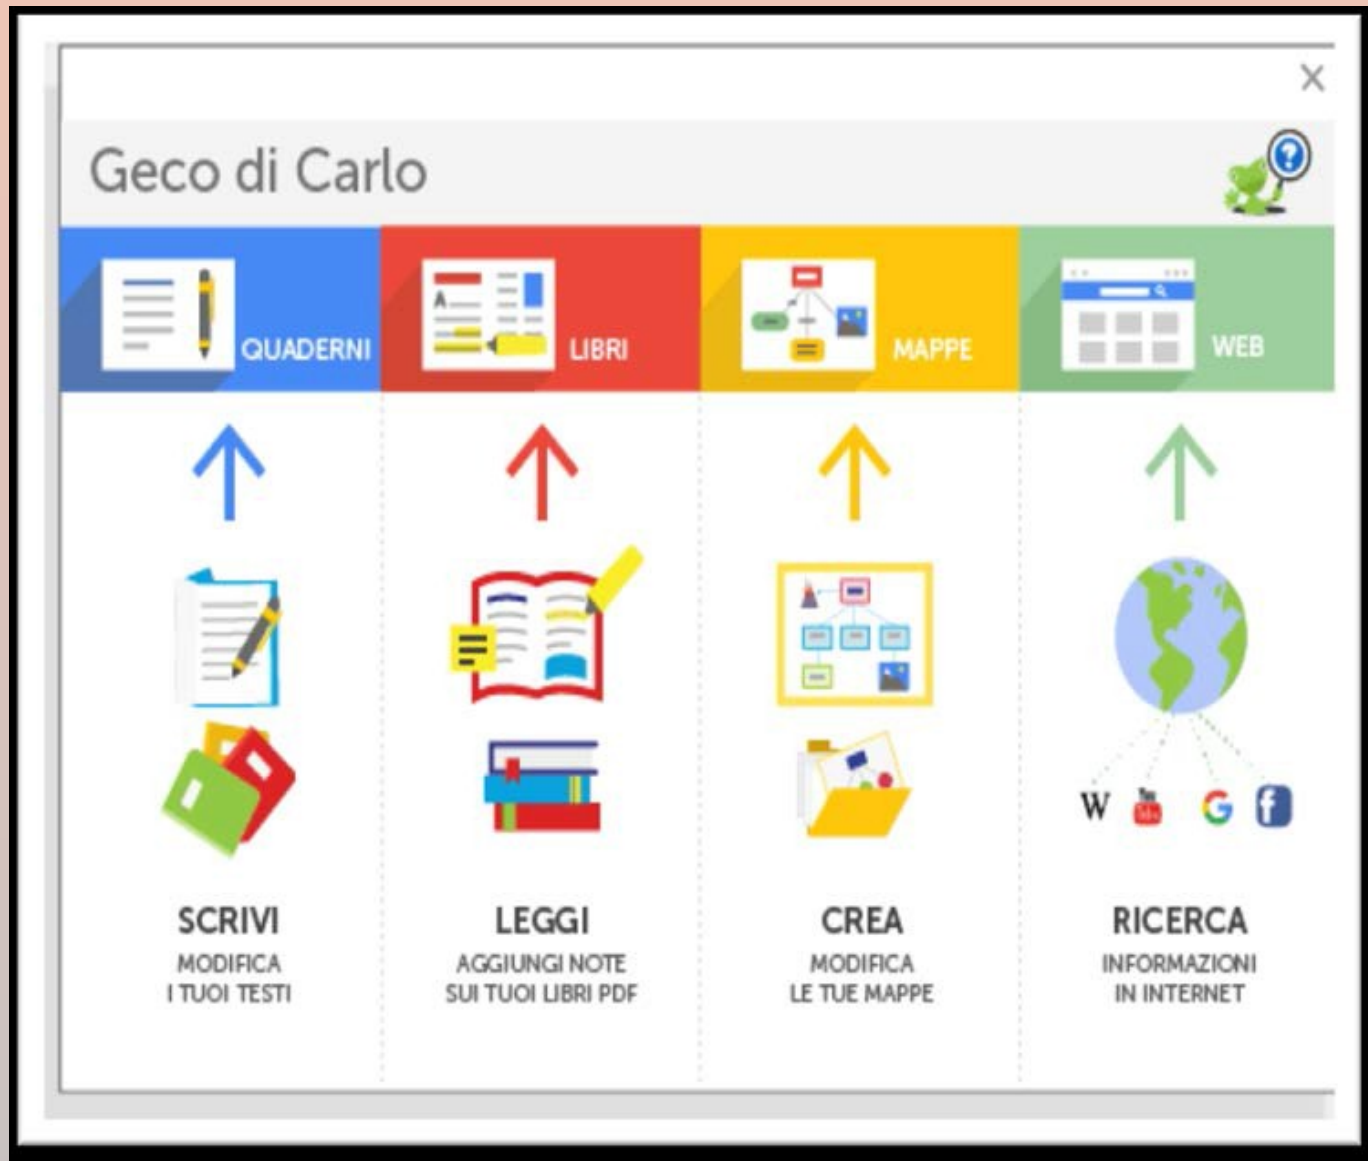 Geco di Carlo
QUADERNI
LIBRI
MAPPE
WEB
SCRIVI
MODIFICA
I TUOI TESTI
LEGGI
AGGIUNGI NOTE
SUI TUOI LIBRI PDF
CREA
MODIFICA
LE TUE MAPPE
RICERCA
INFORMAZIONI
IN INTERNET